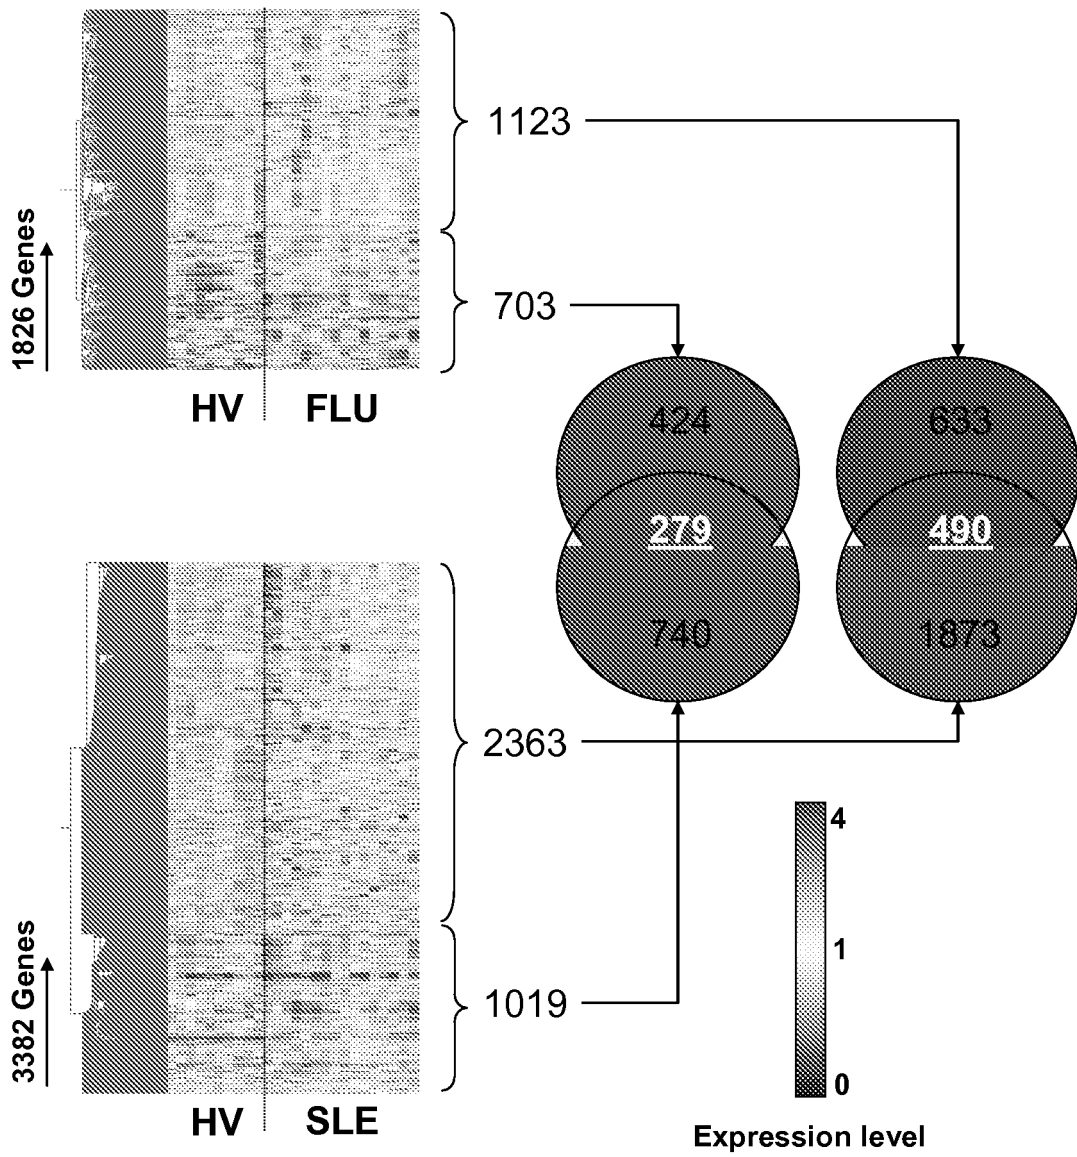 1826 Genes
1123
703
HV
FLU
424
633
279
490
740
1873
3382 Genes
2363
1019
HV
SLE
4
1
0
Expression level